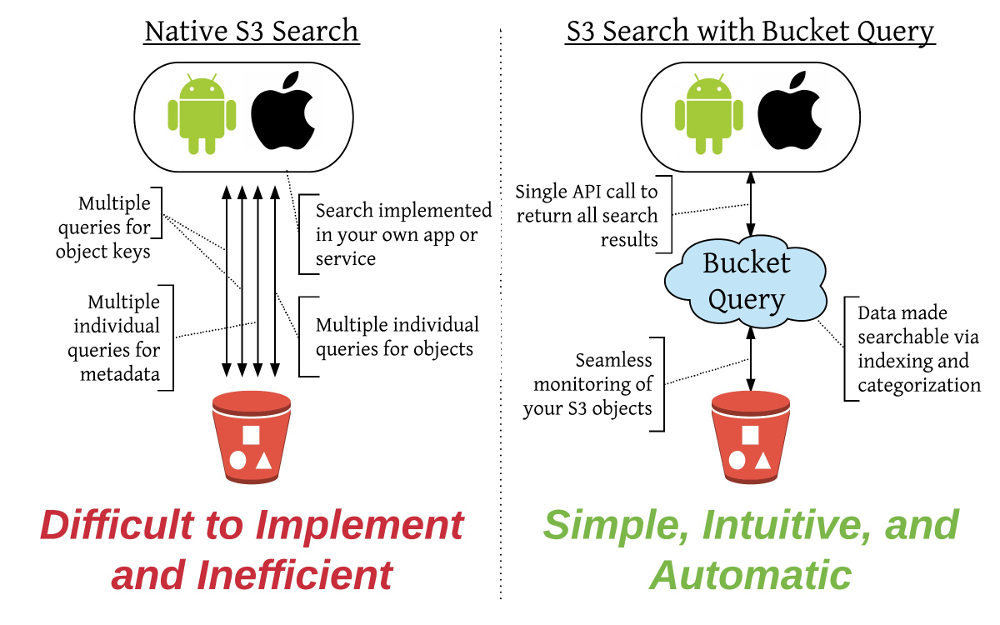 Native S3 Search
Multiple
queries for
object keys
Search implemented
in your own app or
service
Multiple
individual
queries for
metadata
Multiple individual
queries for objects
Difficult to Implement
and Inefficient
S3 Search with Bucket Query
Single API call to
return all search
results
Bucket
Query
Data made
searchable via
indexing and
categorization
Seamless
monitoring of
your S3 objects
Simple, Intuitive, and
Automatic